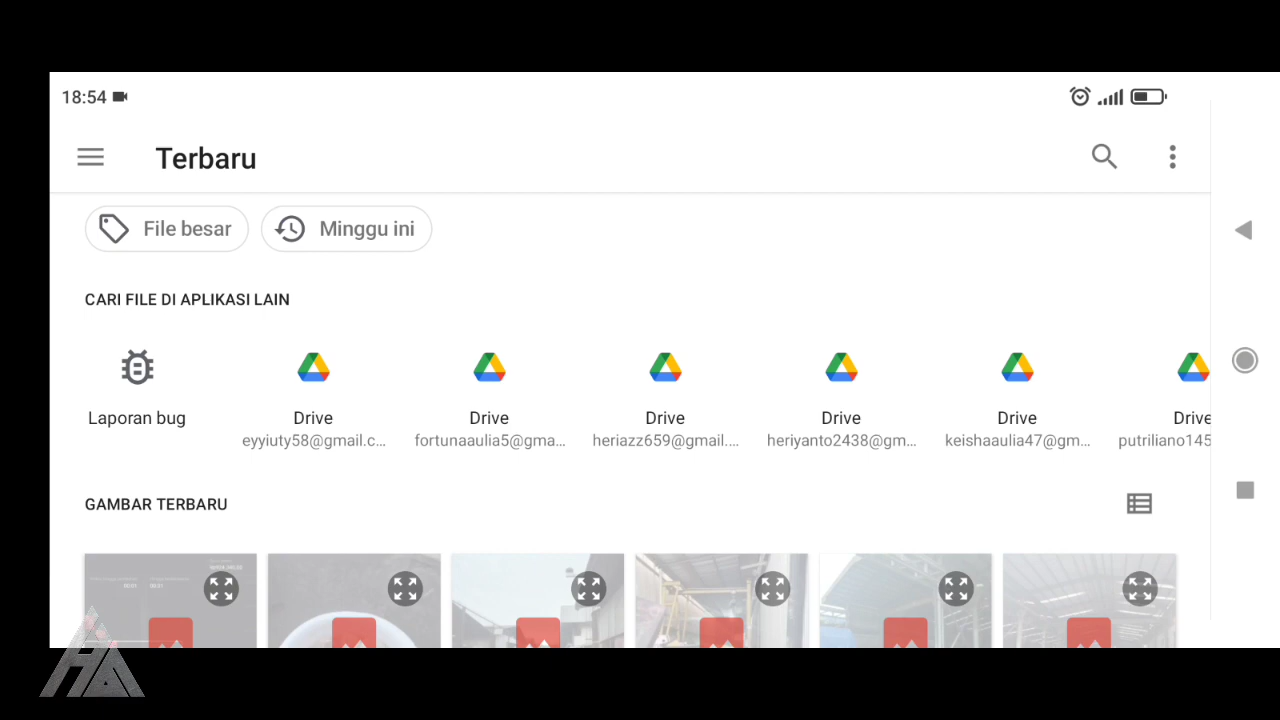 18:54
Terbaru
File besar
Minggu ini
CARI FILE DI APLIKASI LAIN
Laporan bug
Drive
eyyiuty58@gmail.c...
Drive
fortunaaulia5@gma...
Drive
heriazz659@gmail....
Drive
heriyanto2438@gm...
Drive
keishaaulia47@gm...
Drive
putriliano145
GAMBAR TERBARU